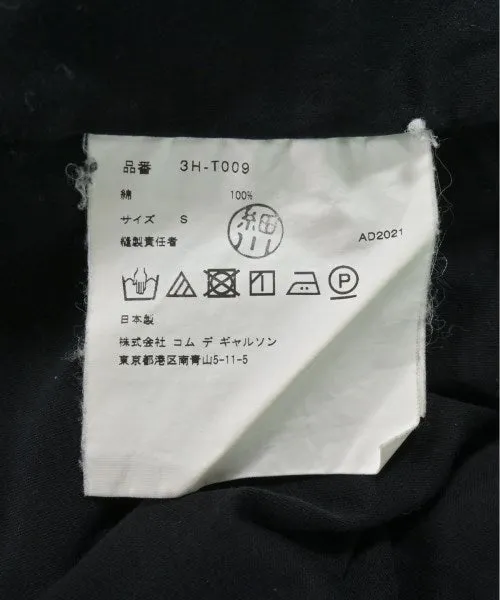 品番 3H-T009
綿 100%
サイズ S
細川
縫製責任者 AD2021
P
日本製
株式会社 コム デ ギャルソン
東京都港区南青山5-11-5